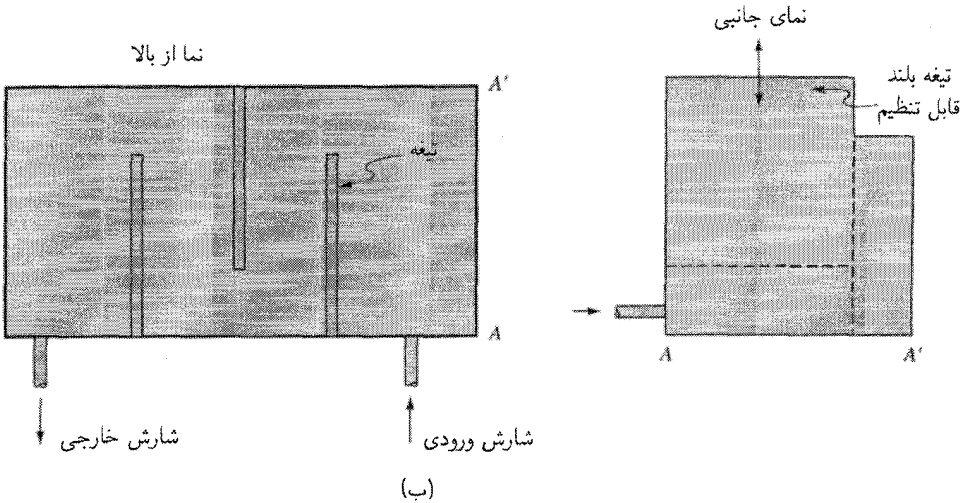 نمای جانبی
نما از بالا
تیغه بلند
قابل تنظیم
A'
تیغه
A
A
A'
شارش خارجی
شارش ورودی
(ب)